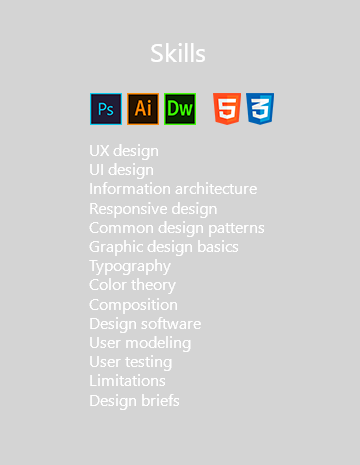 Skills
Ps Ai Dw 5 3
UX design
UI design
Information architecture
Responsive design
Common design patterns
Graphic design basics
Typography
Color theory
Composition
Design software
User modeling
User testing
Limitations
Design briefs